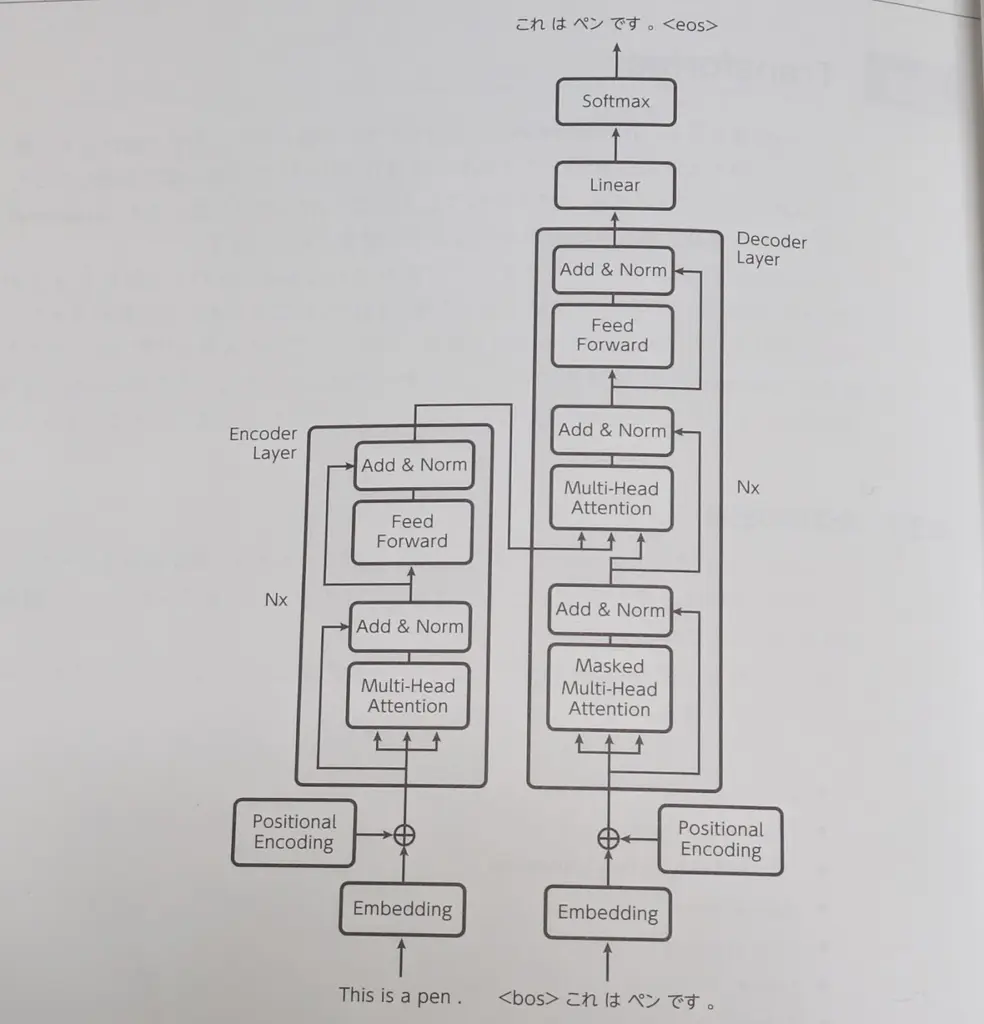 これ は ペン です 。<eos>
Softmax
Linear
Decoder
Layer
Add & Norm
Feed
Forward
Add & Norm
Multi-Head
Attention
Nx
Add & Norm
Masked
Multi-Head
Attention
Encoder
Layer
Add & Norm
Feed
Forward
Nx
Add & Norm
Multi-Head
Attention
Positional
Encoding
Positional
Encoding
Embedding
Embedding
This is a pen .
<bos> これ は ペン です 。